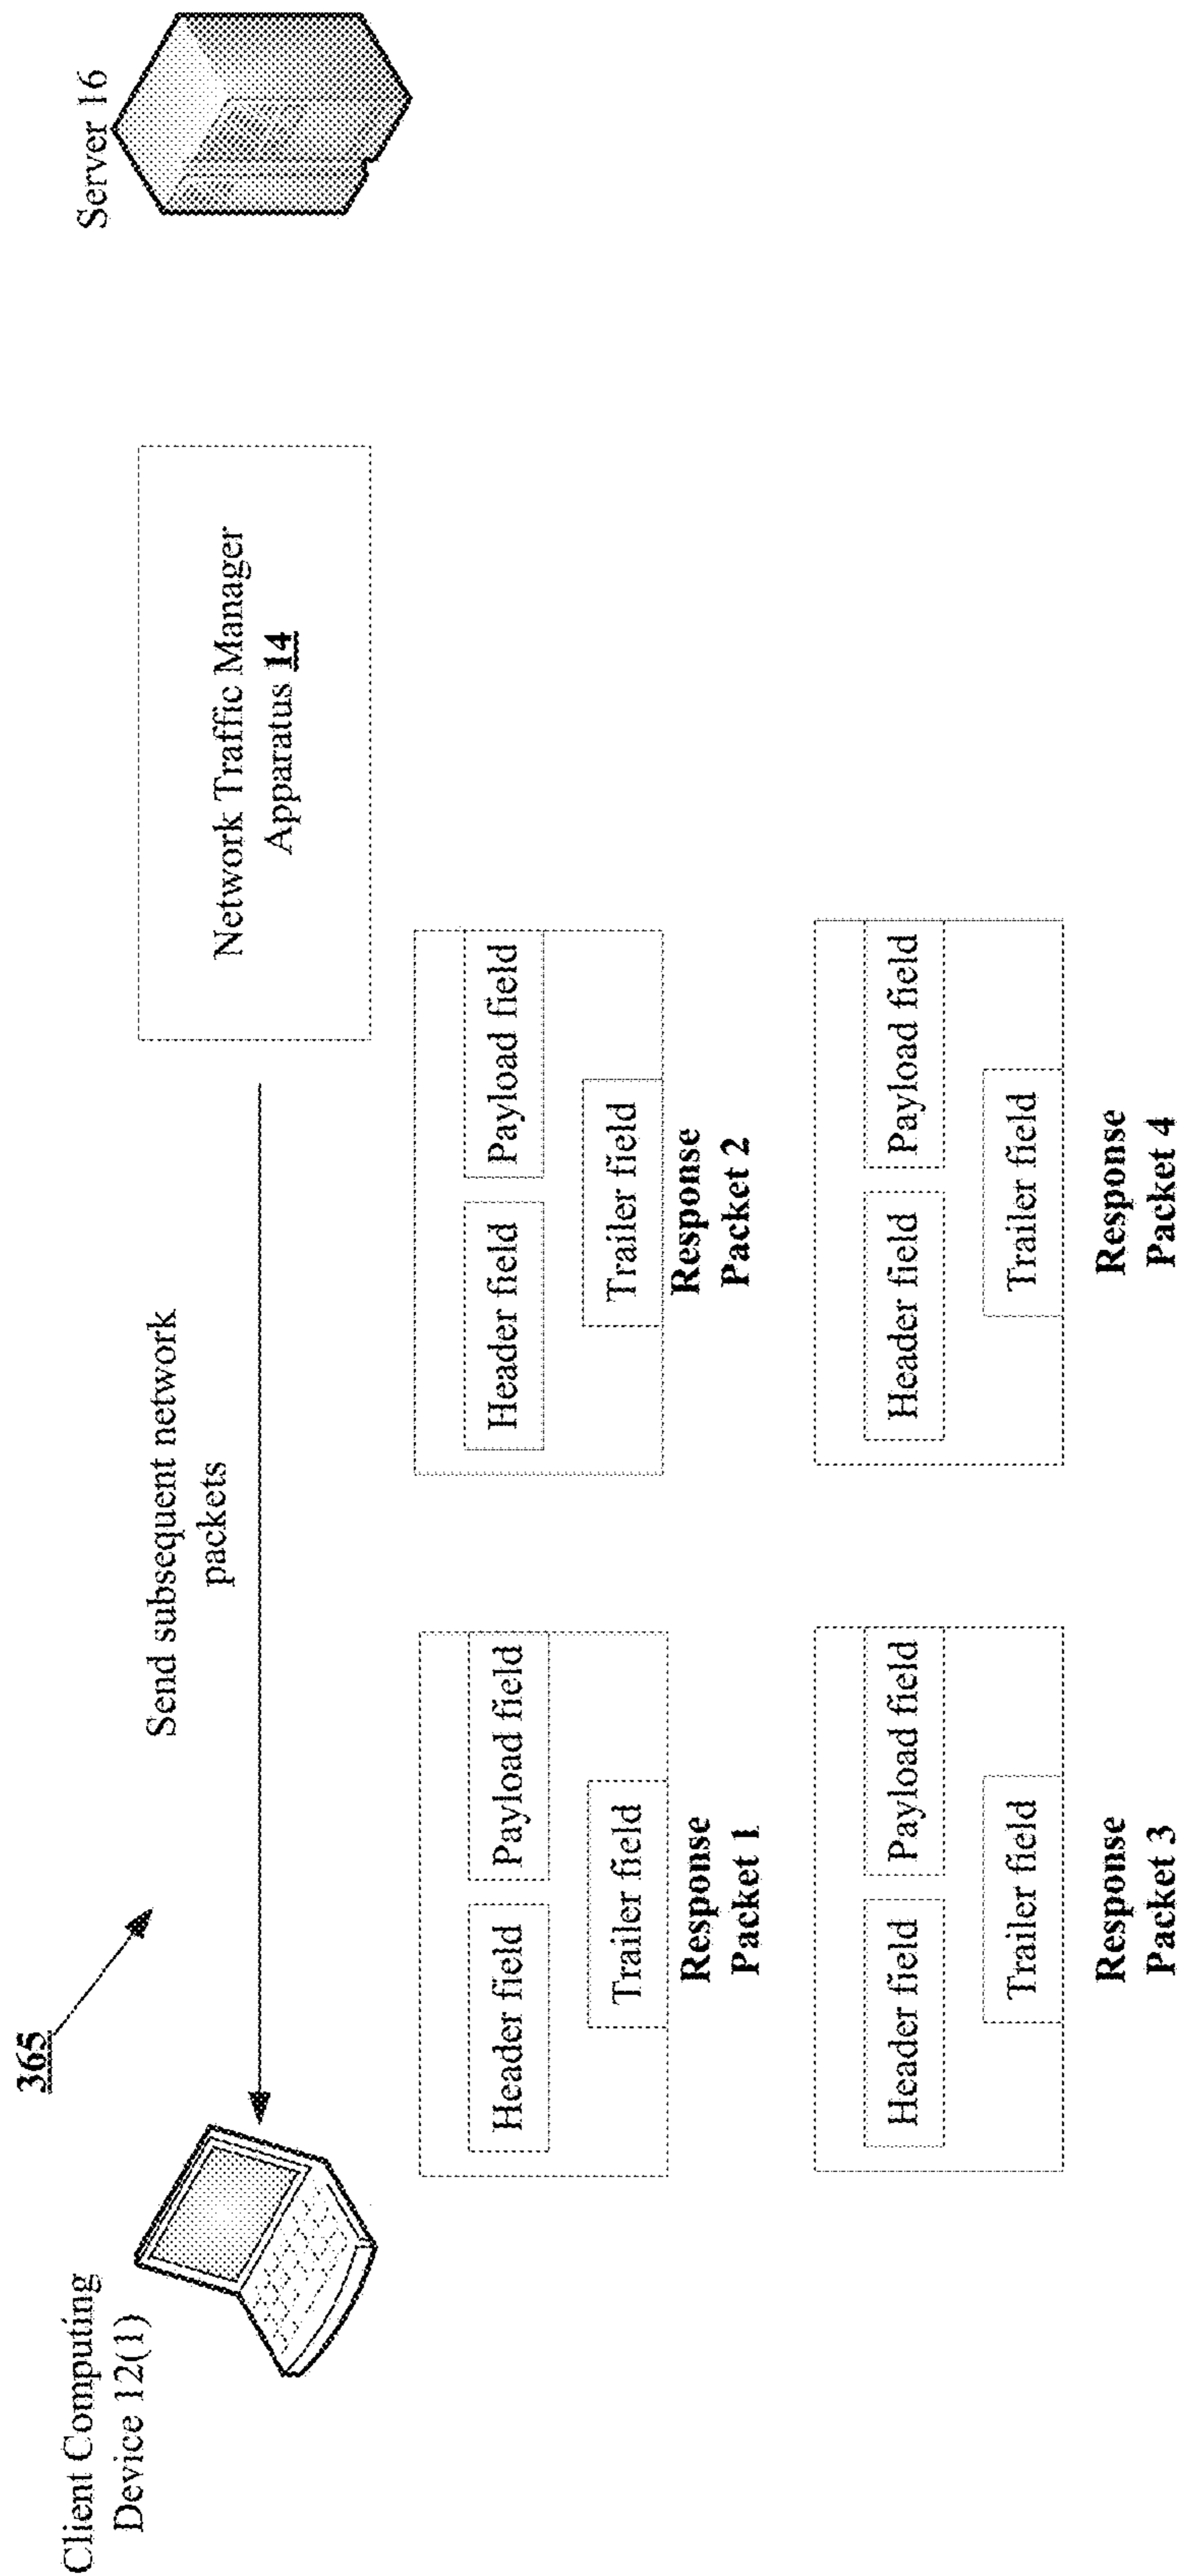 365
Client Computing
Device 12(1)
Send subsequent network
packets
Network Traffic Manager
Apparatus 14
Server 16
Header field
Payload field
Trailer field
Response
Packet 1
Header field
Payload field
Trailer field
Response
Packet 2
Header field
Payload field
Trailer field
Response
Packet 3
Header field
Payload field
Trailer field
Response
Packet 4